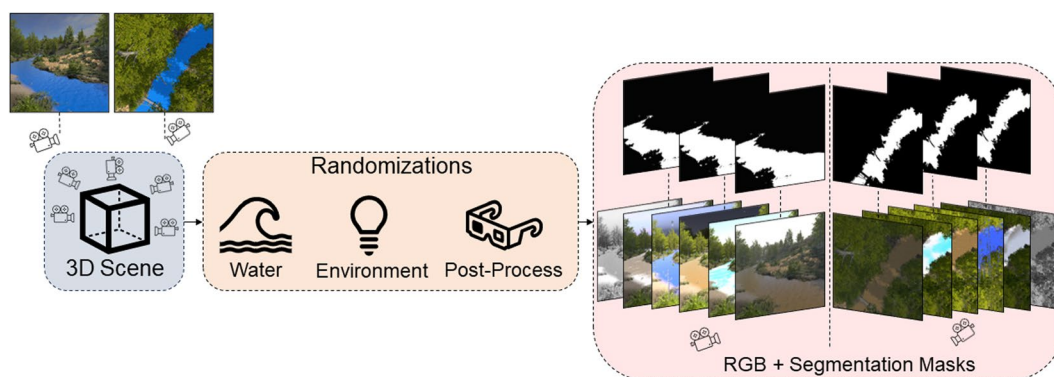 3D Scene
Randomizations
Water
Environment
Post-Process
RGB + Segmentation Masks